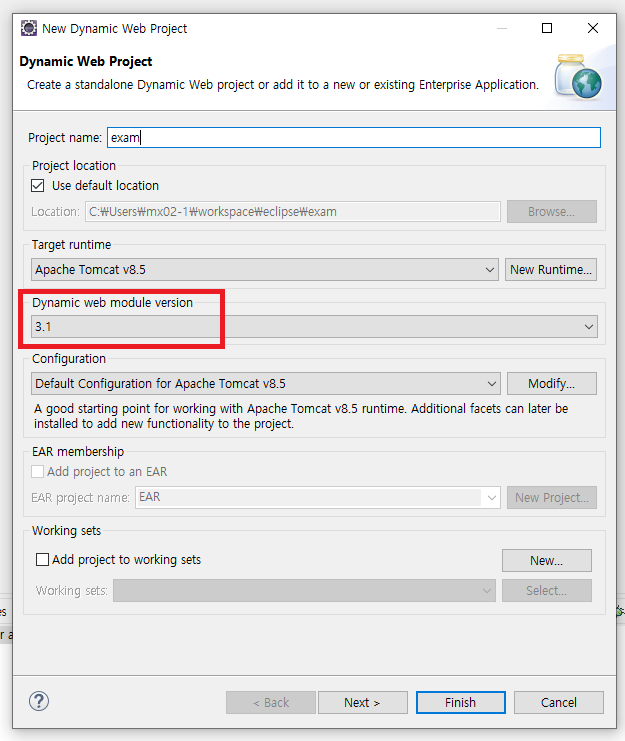 New Dynamic Web Project
Dynamic Web Project
Create a standalone Dynamic Web project or add it to a new or existing Enterprise Application.
Project name: exam
Project location
Use default location
Location: C:₩Users₩mx02-1₩workspace₩eclipse₩exam Browse...
Target runtime
Apache Tomcat v8.5 New Runtime...
Dynamic web module version
3.1
Configuration
Default Configuration for Apache Tomcat v8.5 Modify...
A good starting point for working with Apache Tomcat v8.5 runtime. Additional facets can later be
installed to add new functionality to the project.
EAR membership
Add project to an EAR
EAR project name: EAR New Project...
Working sets
Add project to working sets New...
Working sets: Select...
es
r a
? < Back Next > Finish Cancel